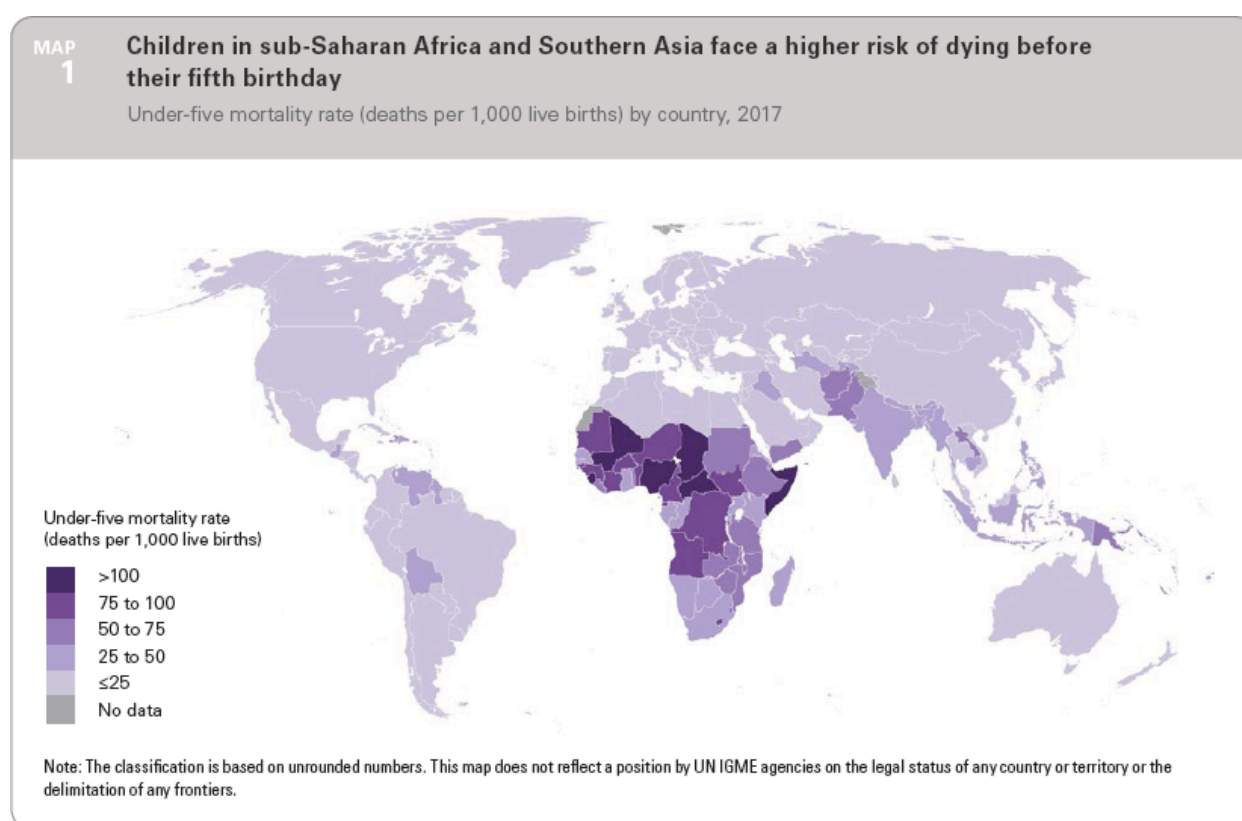 MAP
1
Children in sub-Saharan Africa and Southern Asia face a higher risk of dying before
their fifth birthday
Under-five mortality rate (deaths per 1,000 live births) by country, 2017
Under-five mortality rate
(deaths per 1,000 live births)
>100
75 to 100
50 to 75
25 to 50
≤25
No data
Note: The classification is based on unrounded numbers. This map does not reflect a position by UN IGME agencies on the legal status of any country or territory or the
delimitation of any frontiers.